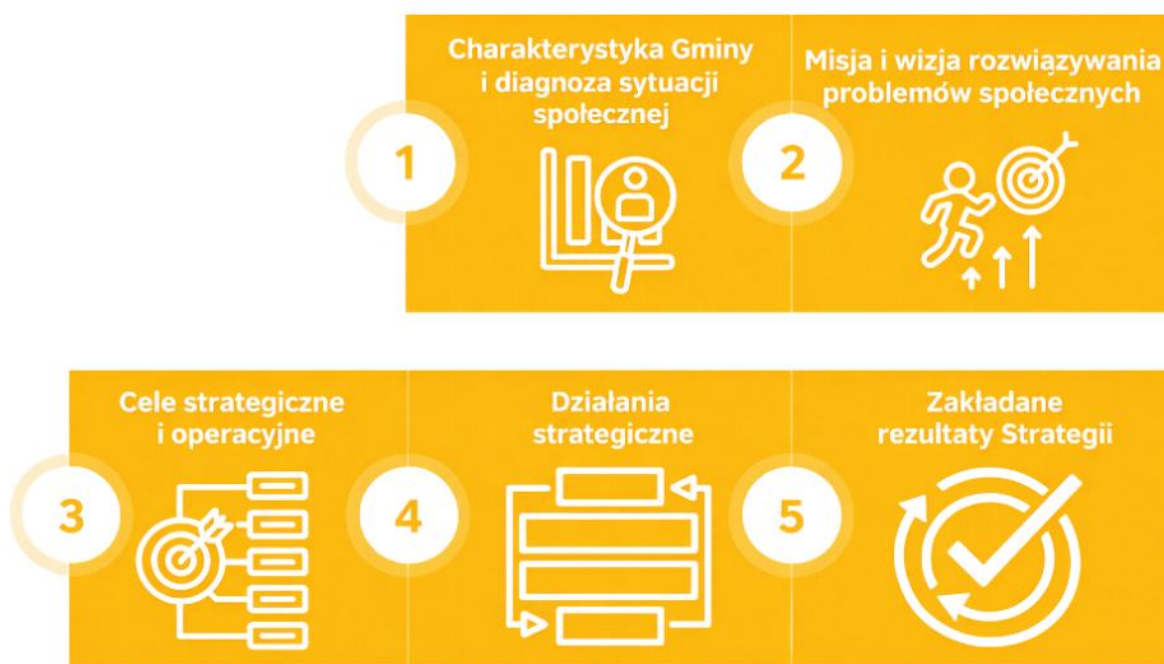 1
Charakterystyka Gminy
i diagnoza sytuacji
społecznej
2
Misja i wizja rozwiązywania
problemów społecznych
3
Cele strategiczne
i operacyjne
4
Działania
strategiczne
5
Zakładane
rezultaty Strategii